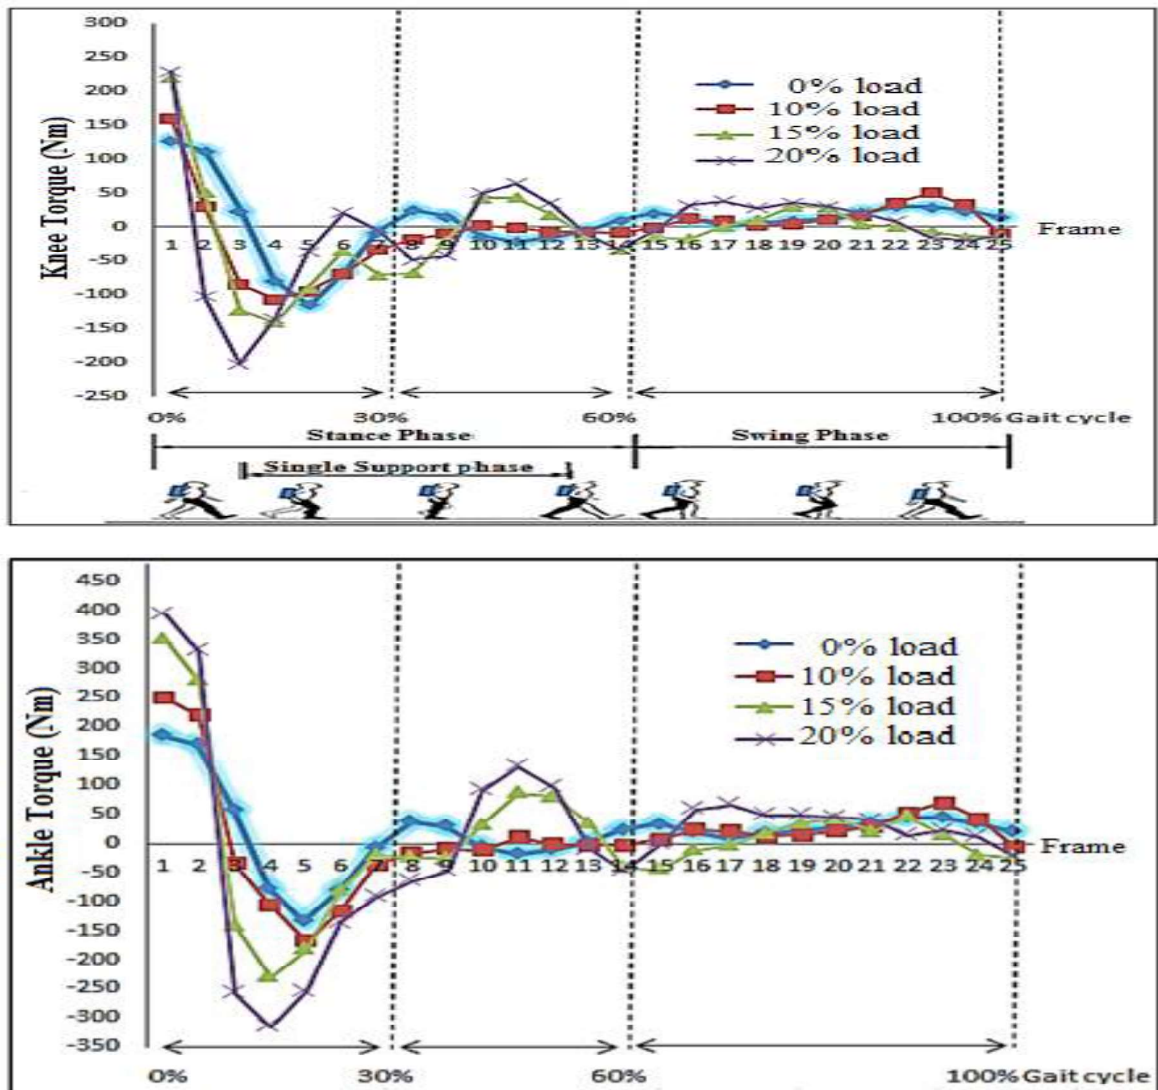 300
250
200
150
100
50
0
-50
-100
-150
-200
-250
Knee Torque (Nm)
0% load
10% load
15% load
20% load
1 2 3 4 5 6 7 8 9 10 11 12 13 14 15 16 17 18 19 20 21 22 23 24 25
Frame
0% 30% 60% 100% Gait cycle
Stance Phase Swing Phase
Single Support phase
450
400
350
300
250
200
150
100
50
0
-50
-100
-150
-200
-250
-300
-350
Ankle Torque (Nm)
0% load
10% load
15% load
20% load
1 2 3 4 5 6 7 8 9 10 11 12 13 14 15 16 17 18 19 20 21 22 23 24 25
Frame
0% 30% 60% 100% Gait cycle